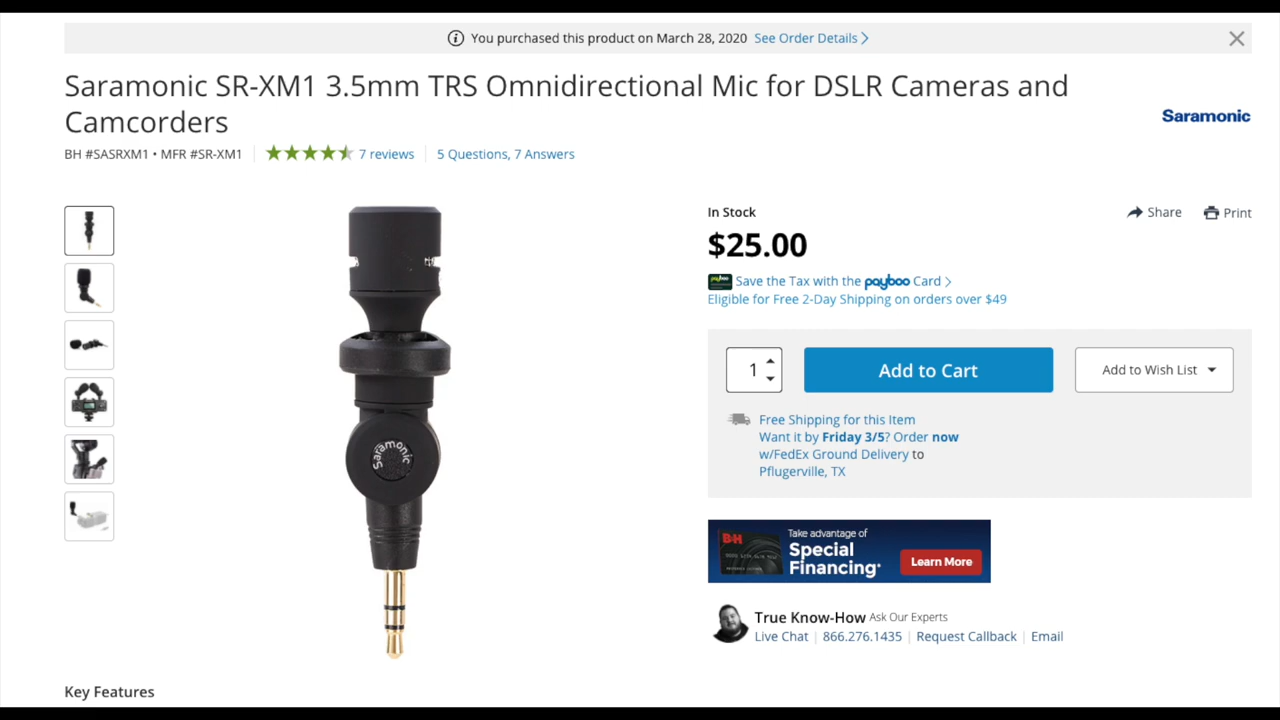 You purchased this product on March 28, 2020 See Order Details
Saramonic SR-XM1 3.5mm TRS Omnidirectional Mic for DSLR Cameras and
Camcorders
Saramonic
BH #SASRXM1 • MFR #SR-XM1
7 reviews
5 Questions, 7 Answers
In Stock
Share
Print
$25.00
payboo
Save the Tax with the payboo Card
Eligible for Free 2-Day Shipping on orders over $49
1
Add to Cart
Add to Wish List
Free Shipping for this Item
Want it by Friday 3/5? Order now
w/FedEx Ground Delivery to
Pflugerville, TX
Saramonic
B&H
Take advantage of
Special
Financing*
Learn More
True Know-How Ask Our Experts
Live Chat | 866.276.1435 | Request Callback | Email
Key Features